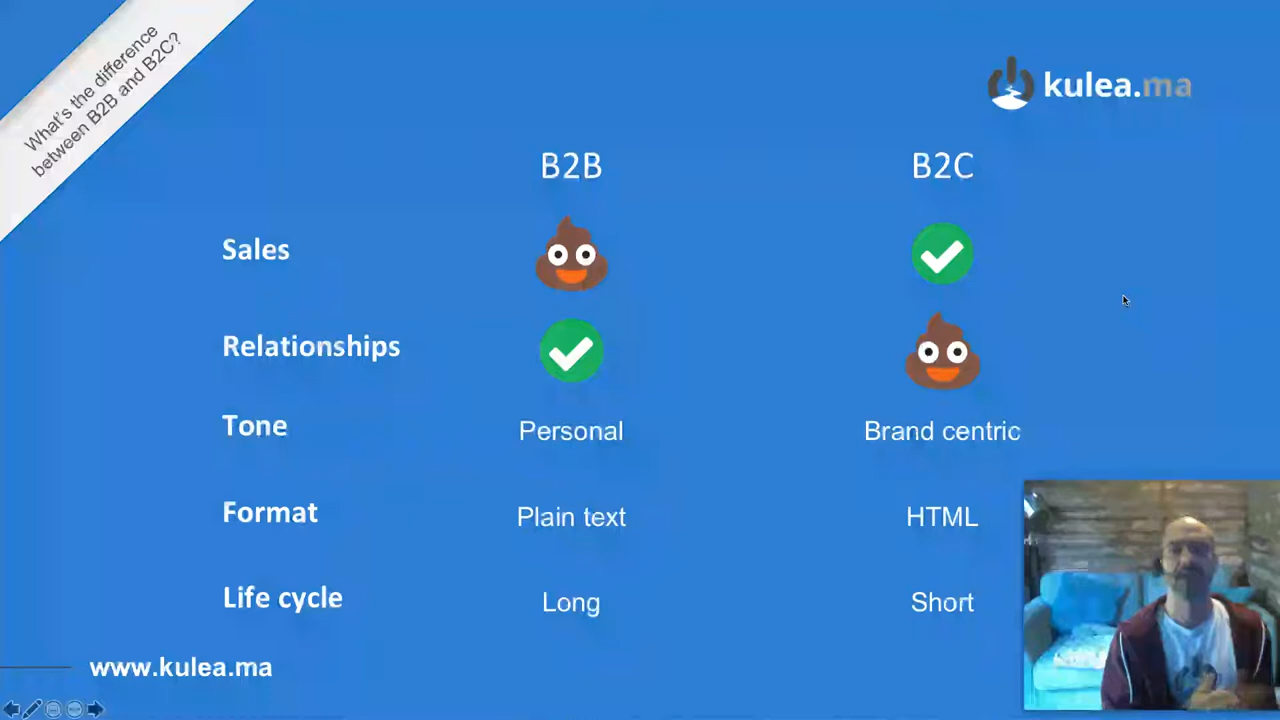 What's the difference
between B2B and B2C?
kulea.ma
B2B B2C
Sales
Relationships
Tone Personal Brand centric
Format Plain text HTML
Life cycle Long Short
www.kulea.ma